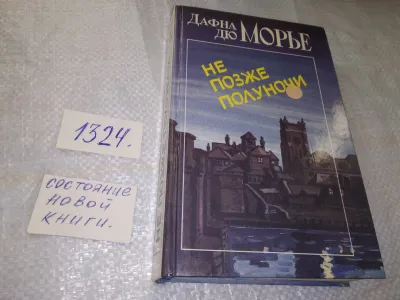 ДАФНА
ДЮ МОРЬЕ
НЕ
ПОЗЖЕ
ПОЛУНОЧИ
1324.
СОСТОЯНИЕ
НОВОЙ
КНИГИ.